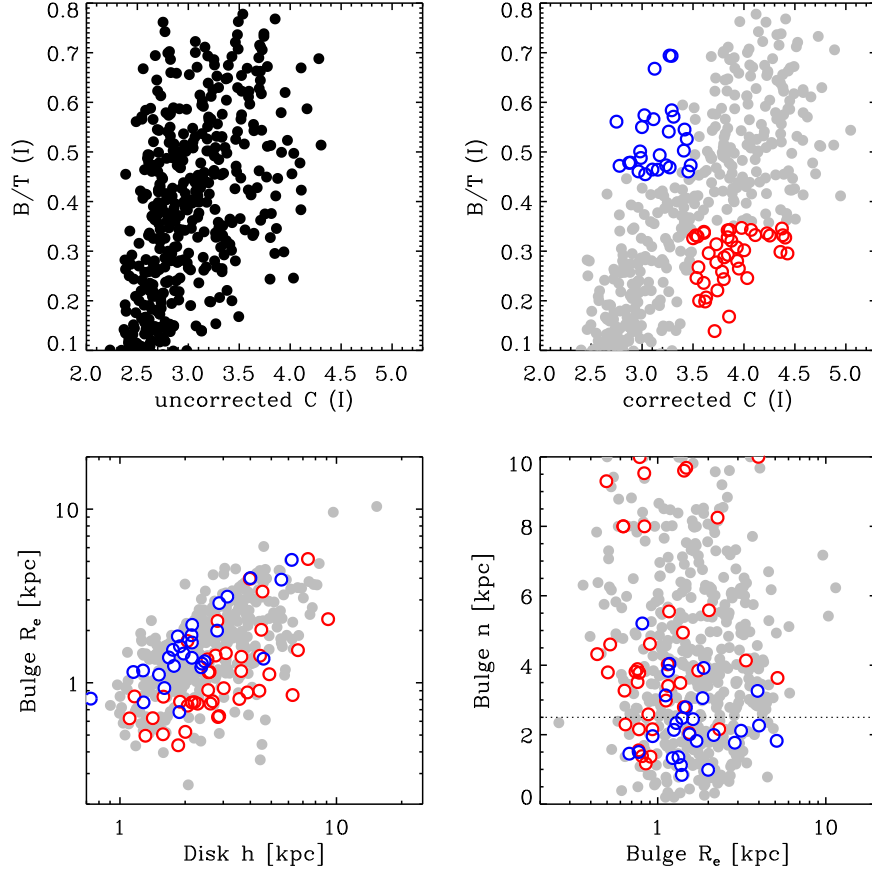 0.8
0.7
0.6
0.5
0.4
0.3
0.2
0.1
B/T (I)
2.0 2.5 3.0 3.5 4.0 4.5 5.0
uncorrected C (I)
0.8
0.7
0.6
0.5
0.4
0.3
0.2
0.1
B/T (I)
2.0 2.5 3.0 3.5 4.0 4.5 5.0
corrected C (I)
10
1
Bulge Re [kpc]
1 10
Disk h [kpc]
10
8
6
4
2
0
Bulge n [kpc]
1 10
Bulge Re [kpc]